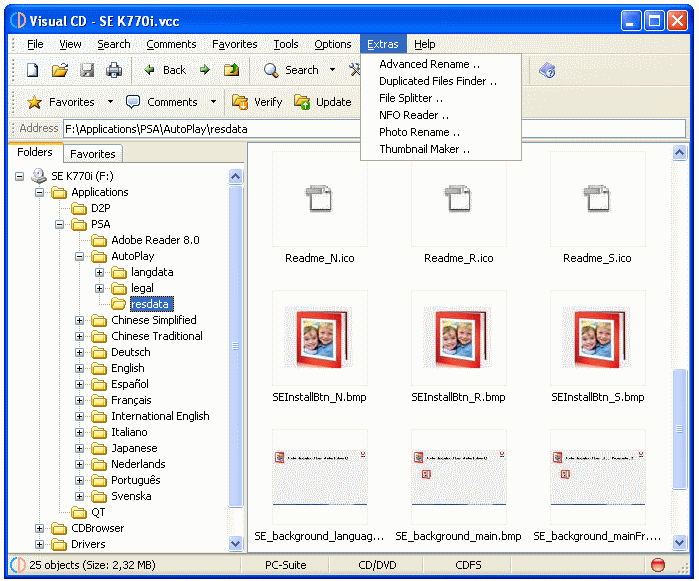 Visual CD - SE K770i.vcc
File View Search Comments Favorites Tools Options Extras Help
Back Search
Advanced Rename ..
Duplicated Files Finder ..
File Splitter ..
NFO Reader ..
Photo Rename ..
Thumbnail Maker ..
Favorites Comments Verify Update
Address F:\Applications\PSA\AutoPlay\resdata
Folders Favorites
SE K770i (F:)
Applications
D2P
PSA
Adobe Reader 8.0
AutoPlay
langdata
legal
resdata
Chinese Simplified
Chinese Traditional
Deutsch
English
Español
Français
International English
Italiano
Japanese
Nederlands
Português
Svenska
QT
CDBrowser
Drivers
Readme_N.ico Readme_R.ico Readme_S.ico
SEInstallBtn_N.bmp SEInstallBtn_R.bmp SEInstallBtn_S.bmp
SE_background_languag... SE_background_main.bmp SE_background_mainFr....
25 objects (Size: 2,32 MB) PC-Suite CD/DVD CDFS